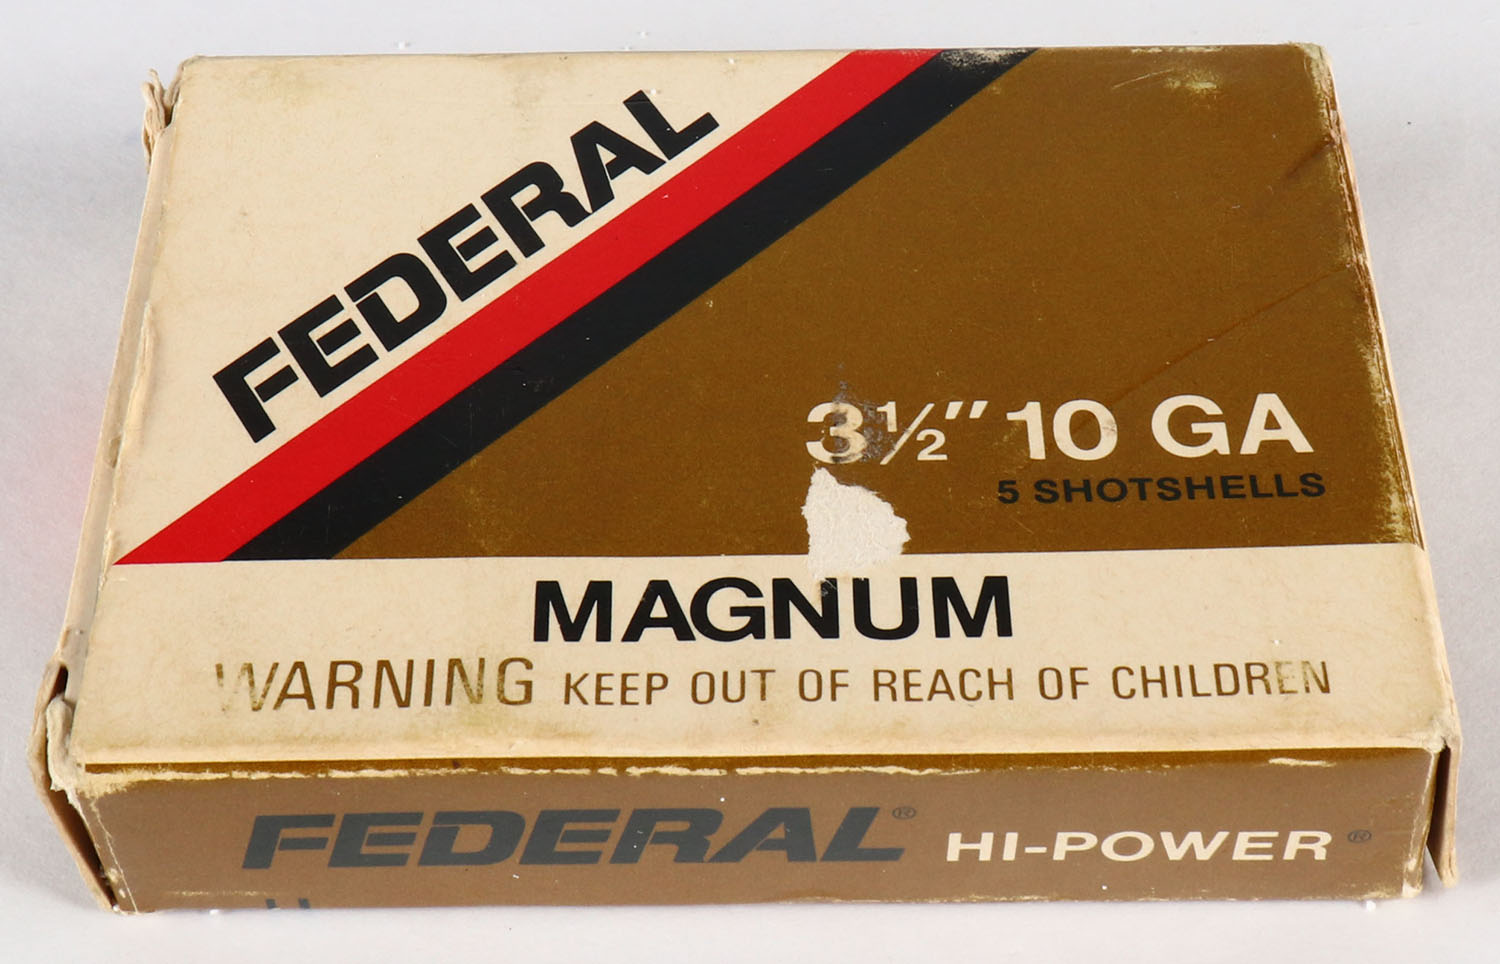 FEDERAL
3½" 10 GA
5 SHOTSHELLS
MAGNUM
WARNING KEEP OUT OF REACH OF CHILDREN
FEDERAL® HI-POWER®